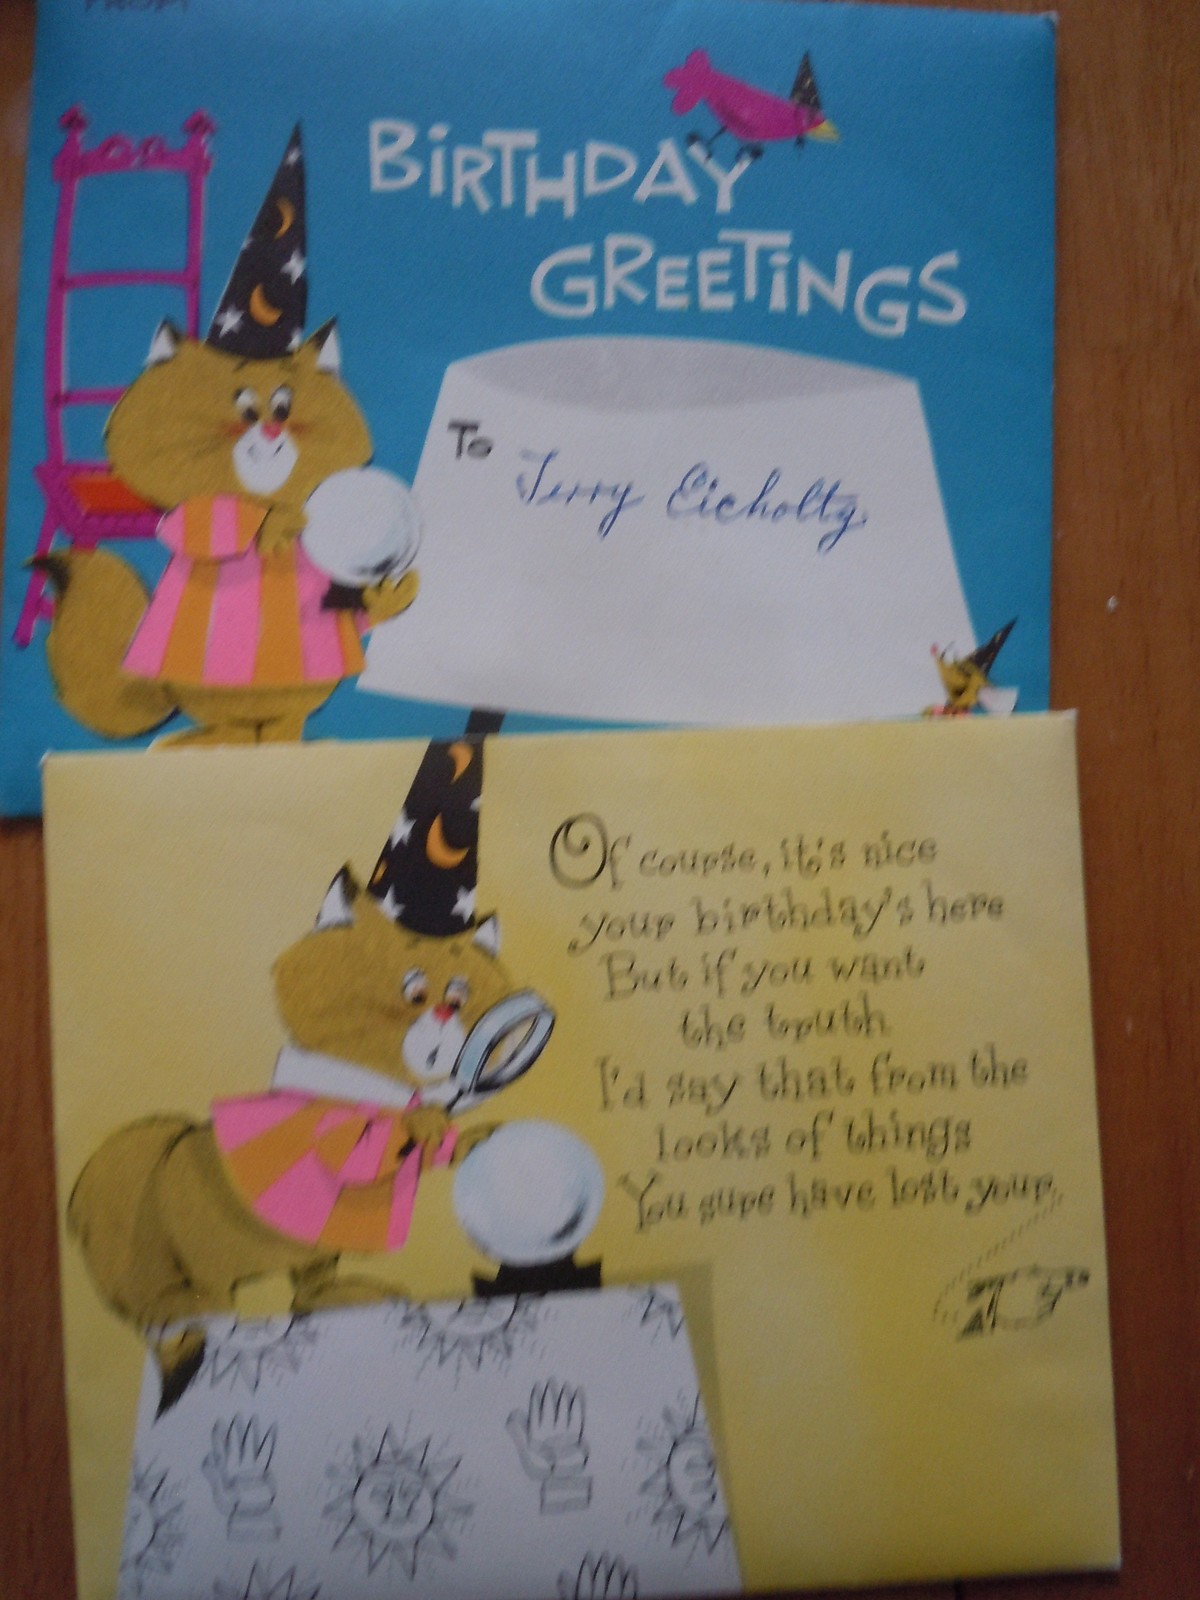 BiRTHDAY
GREETiNGS
To Jerry Eicholtz
Of course, it's nice
your birthday's here
But if you want
the truth
I'd say that from the
looks of things
You sure have lost your